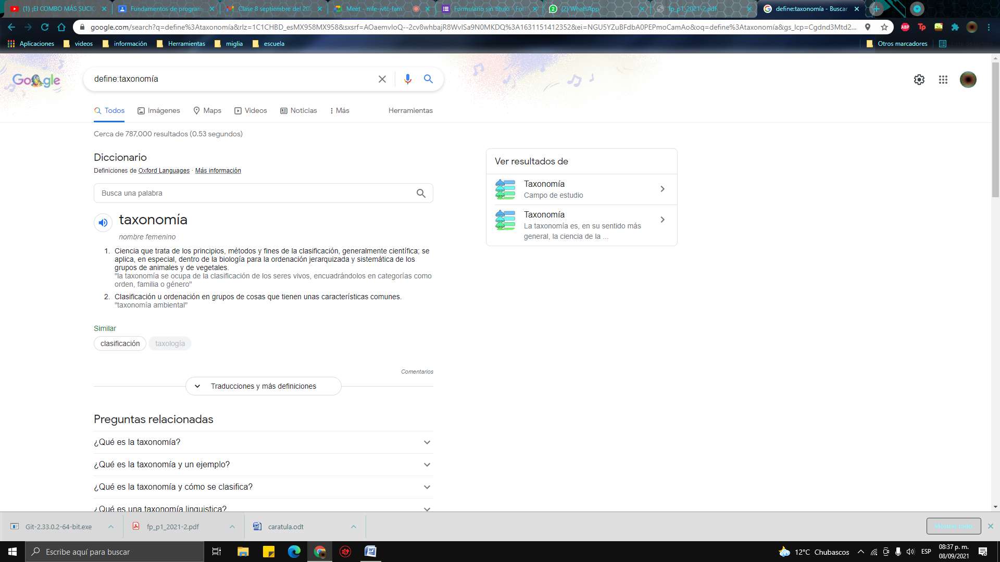 (1) ¡El COMBO MÁS SUCIO
Fundamentos de program
Clase 8 septiembre del 202
Meet - mfe-ivtc-fam
Formulario sin título - Form
(2) WhatsApp
fp_p1_2021-2.pdf
define:taxonomía - Buscar
google.com/search?q=define%3Ataxonomía&rlz=1C1CHBD_esMX958MX958&sxsrf=AOaemvIoQ--2cv8whbajR8WvISa9N0MKDQ%3A1631151412352&ei=NGU5YZuBFdbA0PEPmoCamAo&oq=define%3Ataxonomía&gs_lcp=Cgdnd3Mtd2...
Aplicaciones
videos
información
Herramientas
miglia
escuela
Otros marcadores
Google
define:taxonomía
Todos
Imágenes
Maps
Videos
Noticias
Más
Herramientas
Cerca de 787,000 resultados (0.53 segundos)
Diccionario
Definiciones de Oxford Languages · Más información
Busca una palabra
taxonomía
nombre femenino
1. Ciencia que trata de los principios, métodos y fines de la clasificación, generalmente científica; se
aplica, en especial, dentro de la biología para la ordenación jerarquizada y sistemática de los
grupos de animales y de vegetales.
"la taxonomía se ocupa de la clasificación de los seres vivos, encuadrándolos en categorías como
orden, familia o género"
2. Clasificación u ordenación en grupos de cosas que tienen unas características comunes.
"taxonomía ambiental"
Similar
clasificación
taxología
Comentarios
Traducciones y más definiciones
Preguntas relacionadas
¿Qué es la taxonomía?
¿Qué es la taxonomía y un ejemplo?
¿Qué es la taxonomía y cómo se clasifica?
¿Qué es una taxonomía linguistica?
Ver resultados de
Taxonomía
Campo de estudio
Taxonomía
La taxonomía es, en su sentido más
general, la ciencia de la ...
Git-2.33.0.2-64-bit.exe
fp_p1_2021-2.pdf
caratula.odt
Mostrar todo
Escribe aquí para buscar
12°C Chubascos
ESP
08:37 p. m.
08/09/2021